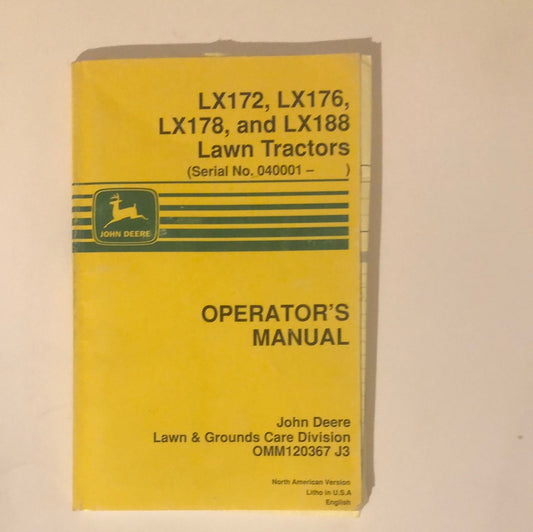 LX172, LX176,
LX178, and LX188
Lawn Tractors
(Serial No. 040001 –       )
JOHN DEERE
OPERATOR'S
MANUAL
John Deere
Lawn & Grounds Care Division
OMM120367 J3
North American Version
Litho in U.S.A
English